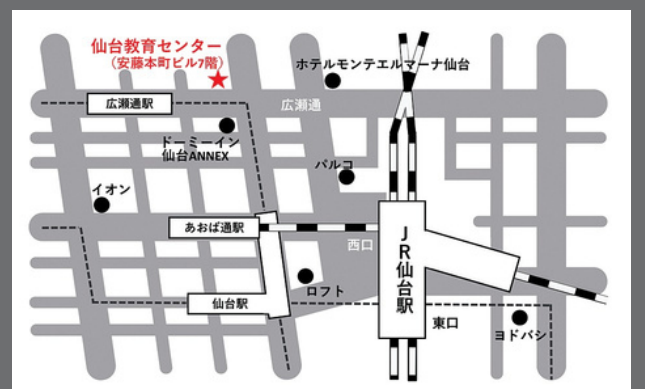 仙台教育センター
（安藤本町ビル7階）
ホテルモンテエルマーナ仙台
広瀬通駅
広瀬通
ドーミーイン
仙台ANNEX
パルコ
イオン
あおば通駅
西口
JR仙台駅
ロフト
仙台駅
東口
ヨドバシ